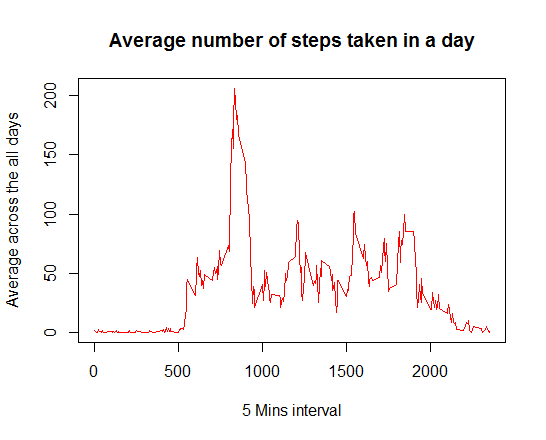 Average number of steps taken in a day
Average across the all days
200
150
100
50
0
0 500 1000 1500 2000
5 Mins interval